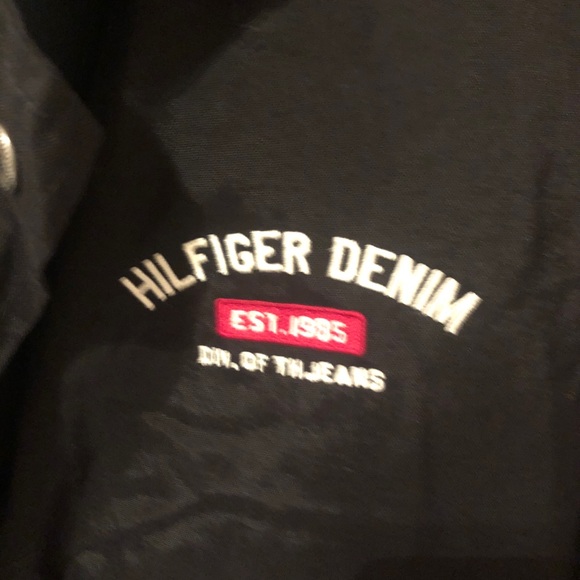 HILFIGER DENIM
EST.1985
DIV. OF TH JEANS